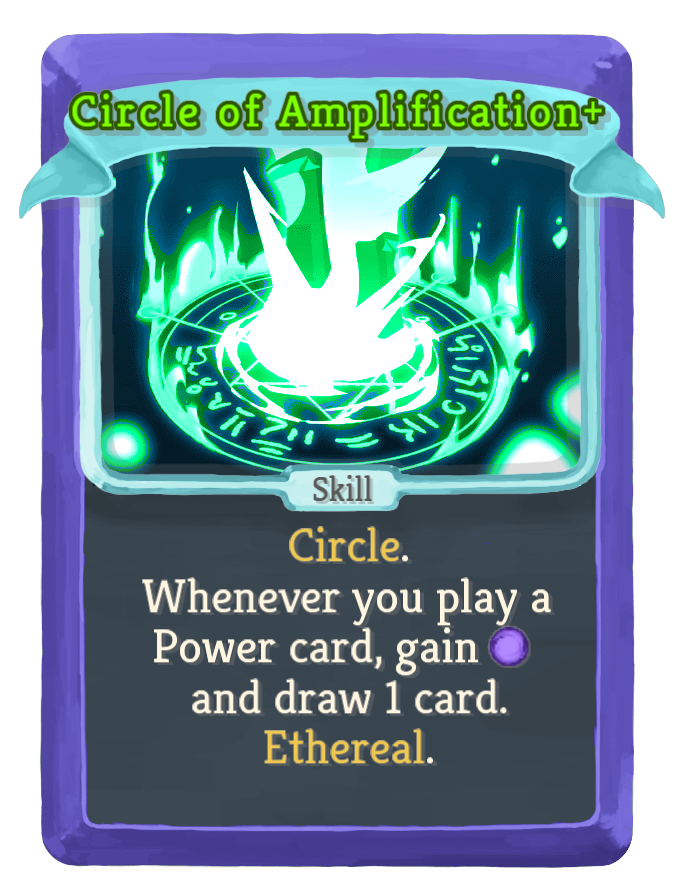 Circle of Amplification+
Skill
Circle.
Whenever you play a
Power card, gain
and draw 1 card.
Ethereal.